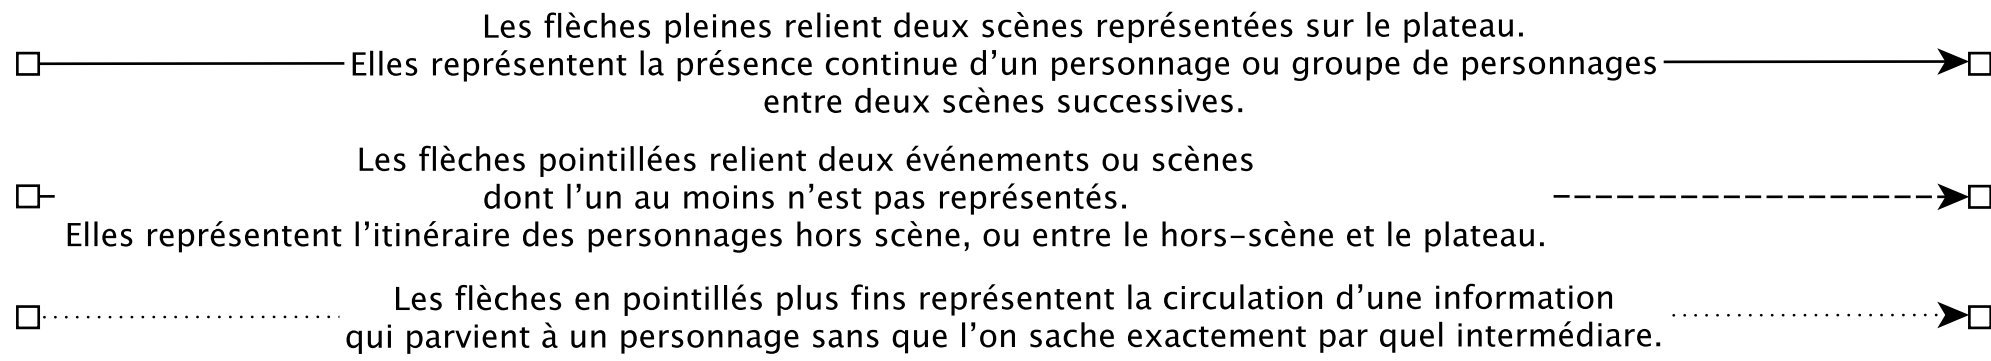 Les flèches pleines relient deux scènes représentées sur le plateau.
Elles représentent la présence continue d’un personnage ou groupe de personnages
entre deux scènes successives.
Les flèches pointillées relient deux événements ou scènes
dont l’un au moins n’est pas représentés.
Elles représentent l’itinéraire des personnages hors scène, ou entre le hors-scène et le plateau.
Les flèches en pointillés plus fins représentent la circulation d’une information
qui parvient à un personnage sans que l’on sache exactement par quel intermédiare.